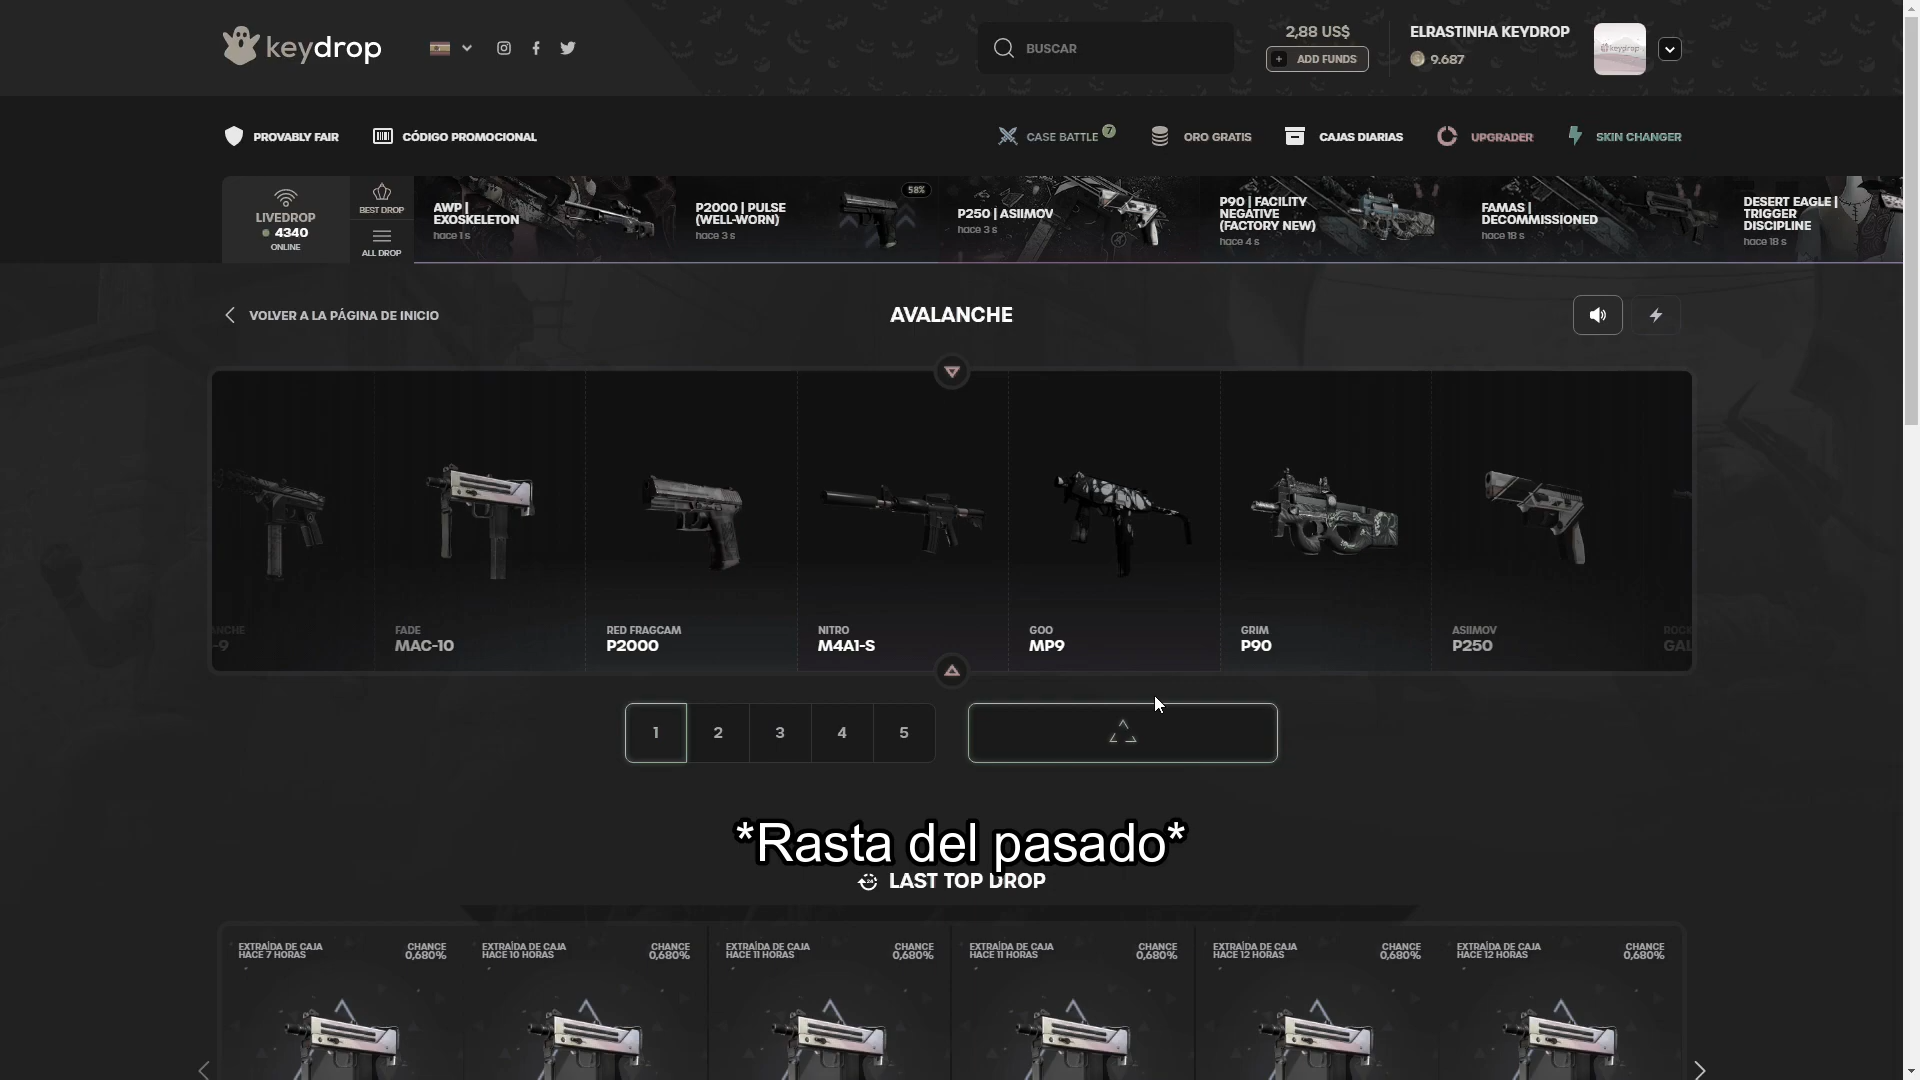 keydrop
BUSCAR
2,88 US$
+ ADD FUNDS
ELRASTINHA KEYDROP
9.687
keydrop
PROVABLY FAIR
CÓDIGO PROMOCIONAL
CASE BATTLE 7
ORO GRATIS
CAJAS DIARIAS
UPGRADER
SKIN CHANGER
LIVEDROP
4340
ONLINE
BEST DROP
ALL DROP
AWP |
EXOSKELETON
hace 1 s
P2000 | PULSE
(WELL-WORN)
hace 3 s
58%
P250 | ASIIMOV
hace 3 s
P90 | FACILITY
NEGATIVE
(FACTORY NEW)
hace 4 s
FAMAS |
DECOMMISSIONED
hace 18 s
DESERT EAGLE |
TRIGGER
DISCIPLINE
hace 18 s
VOLVER A LA PÁGINA DE INICIO
AVALANCHE
ANCHE
-9
FADE
MAC-10
RED FRAGCAM
P2000
NITRO
M4A1-S
GOO
MP9
GRIM
P90
ASIIMOV
P250
ROCK
GAL
1 2 3 4 5
*Rasta del pasado*
LAST TOP DROP
EXTRAÍDA DE CAJA
HACE 7 HORAS
CHANCE
0,680%
EXTRAÍDA DE CAJA
HACE 10 HORAS
CHANCE
0,680%
EXTRAÍDA DE CAJA
HACE 11 HORAS
CHANCE
0,680%
EXTRAÍDA DE CAJA
HACE 11 HORAS
CHANCE
0,680%
EXTRAÍDA DE CAJA
HACE 12 HORAS
CHANCE
0,680%
EXTRAÍDA DE CAJA
HACE 12 HORAS
CHANCE
0,680%